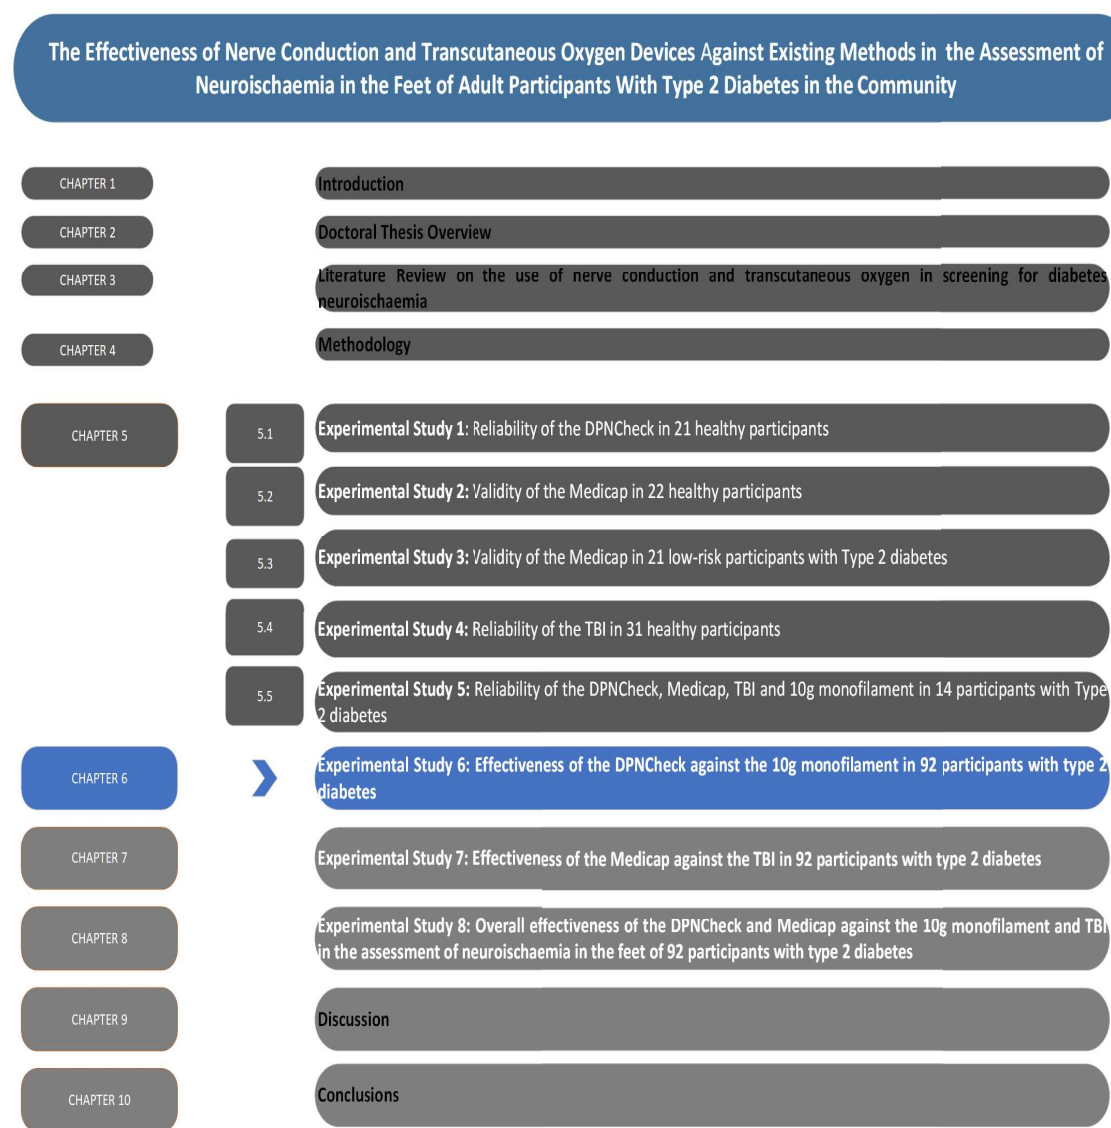 The Effectiveness of Nerve Conduction and Transcutaneous Oxygen Devices Against Existing Methods in the Assessment of
Neuroischaemia in the Feet of Adult Participants With Type 2 Diabetes in the Community
CHAPTER 1
Introduction
CHAPTER 2
Doctoral Thesis Overview
CHAPTER 3
Literature Review on the use of nerve conduction and transcutaneous oxygen in screening for diabetes
neuroischaemia
CHAPTER 4
Methodology
CHAPTER 5
5.1
Experimental Study 1: Reliability of the DPNCheck in 21 healthy participants
5.2
Experimental Study 2: Validity of the Medicap in 22 healthy participants
5.3
Experimental Study 3: Validity of the Medicap in 21 low-risk participants with Type 2 diabetes
5.4
Experimental Study 4: Reliability of the TBI in 31 healthy participants
5.5
Experimental Study 5: Reliability of the DPNCheck, Medicap, TBI and 10g monofilament in 14 participants with Type
2 diabetes
CHAPTER 6
Experimental Study 6: Effectiveness of the DPNCheck against the 10g monofilament in 92 participants with type 2
diabetes
CHAPTER 7
Experimental Study 7: Effectiveness of the Medicap against the TBI in 92 participants with type 2 diabetes
CHAPTER 8
Experimental Study 8: Overall effectiveness of the DPNCheck and Medicap against the 10g monofilament and TBI
in the assessment of neuroischaemia in the feet of 92 participants with type 2 diabetes
CHAPTER 9
Discussion
CHAPTER 10
Conclusions